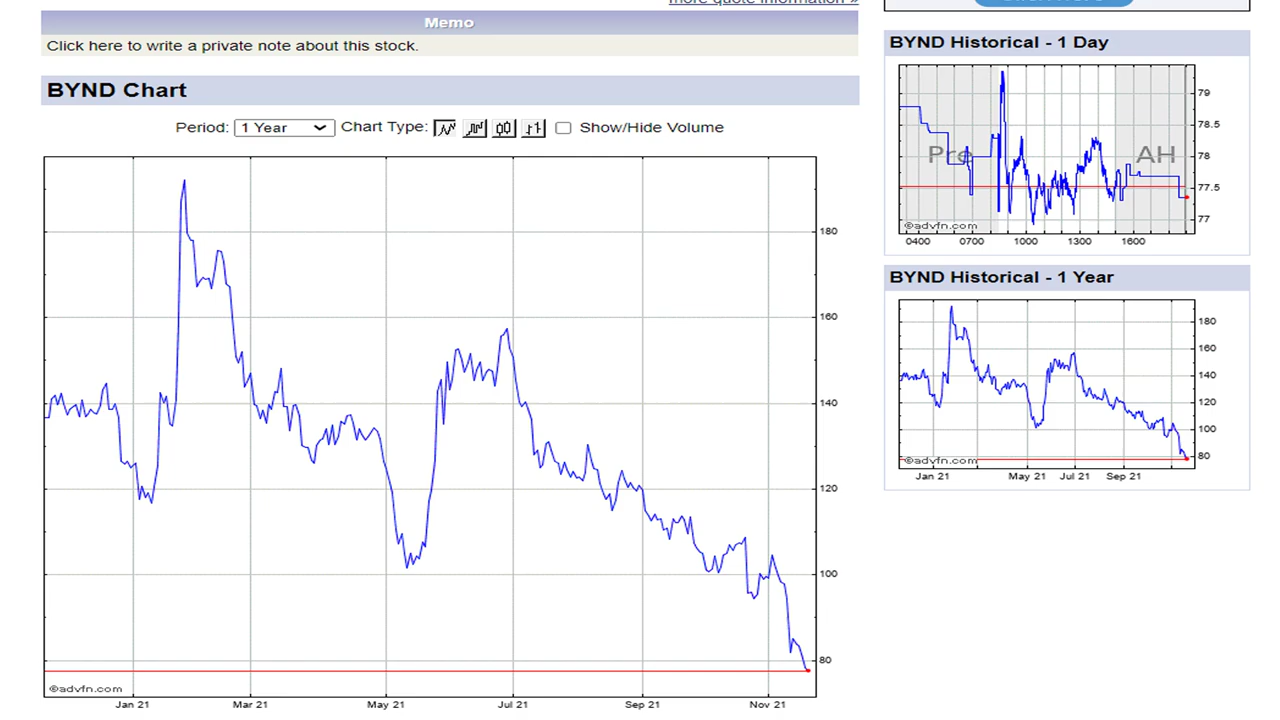 more quote information »
Click Here
Memo
Click here to write a private note about this stock.
BYND Chart
Period: 1 Year Chart Type: Show/Hide Volume
180
160
140
120
100
80
©advfn.com
Jan 21 Mar 21 May 21 Jul 21 Sep 21 Nov 21
BYND Historical - 1 Day
Pre AH
79
78.5
78
77.5
77
©advfn.com
0400 0700 1000 1300 1600
BYND Historical - 1 Year
180
160
140
120
100
80
©advfn.com
Jan 21 May 21 Jul 21 Sep 21